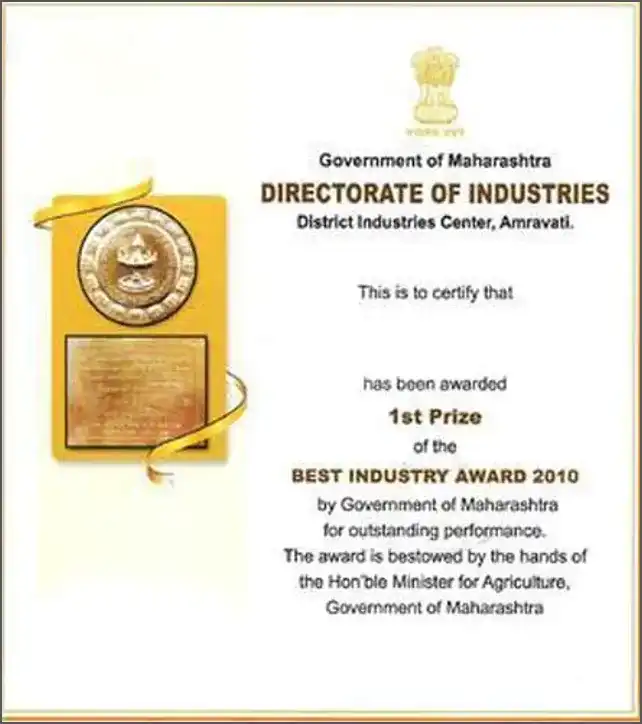 Government of Maharashtra
DIRECTORATE OF INDUSTRIES
District Industries Center, Amravati.
This is to certify that
has been awarded
1st Prize
of the
BEST INDUSTRY AWARD 2010
by Government of Maharashtra
for outstanding performance.
The award is bestowed by the hands of
the Hon'ble Minister for Agriculture,
Government of Maharashtra